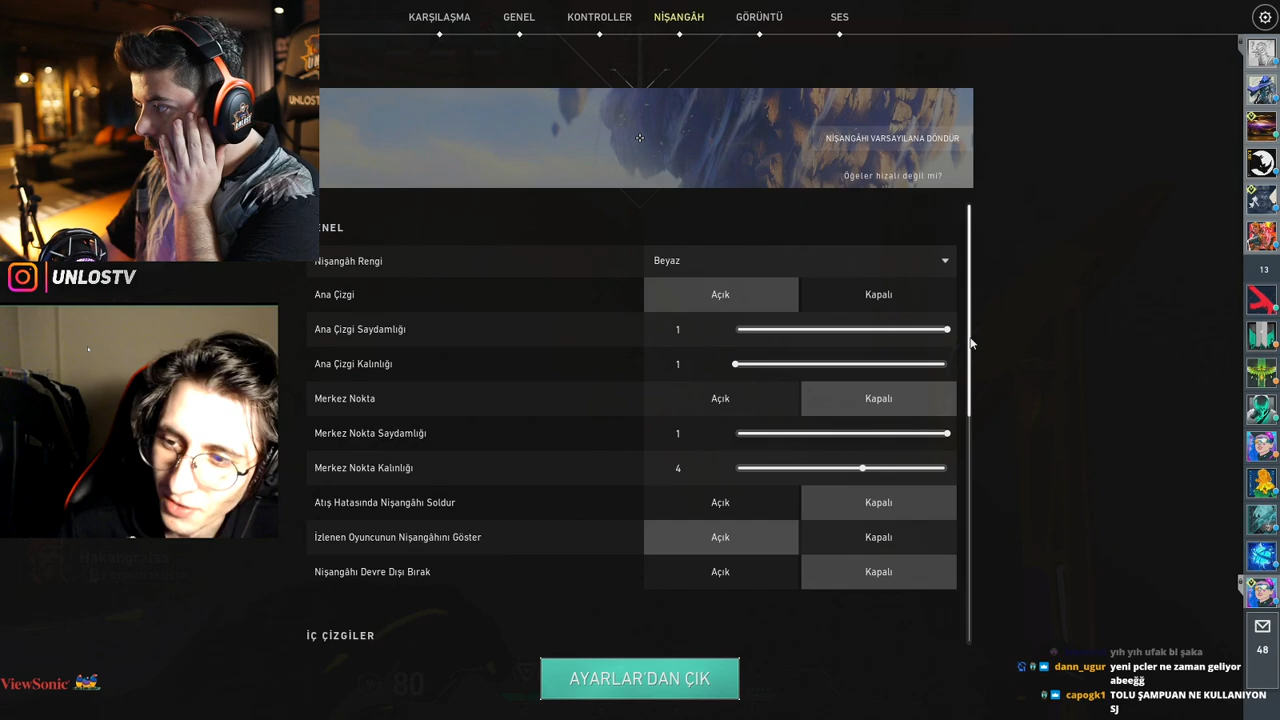 KARŞILAŞMA
GENEL
KONTROLLER
NİŞANGÂH
GÖRÜNTÜ
SES
NİŞANGÂHI VARSAYILANA DÖNDÜR
Öğeler hizalı değil mi?
UNLOSTV
ENEL
Nişangâh Rengi Beyaz
Ana Çizgi Açık Kapalı
Ana Çizgi Saydamlığı 1
Ana Çizgi Kalınlığı 1
Merkez Nokta Açık Kapalı
Merkez Nokta Saydamlığı 1
Merkez Nokta Kalınlığı 4
Atış Hatasında Nişangâhı Soldur Açık Kapalı
İzlenen Oyuncunun Nişangâhını Göster Açık Kapalı
Nişangâhı Devre Dışı Bırak Açık Kapalı
İÇ ÇİZGİLER
AYARLAR'DAN ÇIK
80
ViewSonic
13
48
yıh yıh ufak bi şaka
dann_ugur yeni pcler ne zaman geliyor
abeeğğ
capogk1 TOLU ŞAMPUAN NE KULLANIYON
SJ